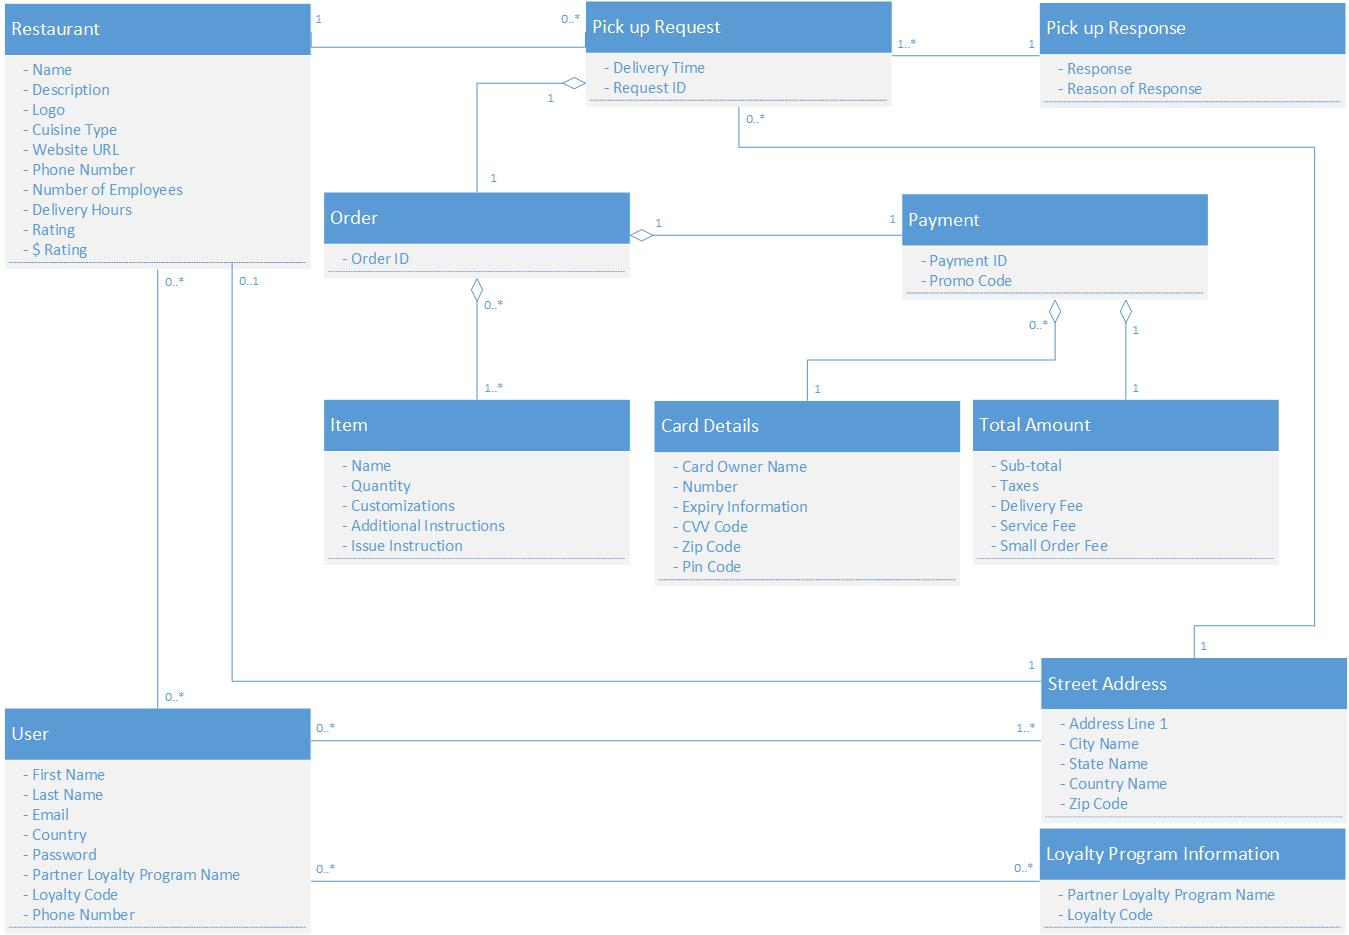 Restaurant
- Name
- Description
- Logo
- Cuisine Type
- Website URL
- Phone Number
- Number of Employees
- Delivery Hours
- Rating
- $ Rating
1
0..*
Pick up Request
- Delivery Time
- Request ID
1..*
1
Pick up Response
- Response
- Reason of Response
1
0..*
1
Order
- Order ID
1
1
Payment
- Payment ID
- Promo Code
0..*
0..1
0..*
0..*
1
1..*
1
1
Item
- Name
- Quantity
- Customizations
- Additional Instructions
- Issue Instruction
Card Details
- Card Owner Name
- Number
- Expiry Information
- CVV Code
- Zip Code
- Pin Code
Total Amount
- Sub-total
- Taxes
- Delivery Fee
- Service Fee
- Small Order Fee
1
1
0..*
User
- First Name
- Last Name
- Email
- Country
- Password
- Partner Loyalty Program Name
- Loyalty Code
- Phone Number
0..*
1..*
Street Address
- Address Line 1
- City Name
- State Name
- Country Name
- Zip Code
0..*
0..*
Loyalty Program Information
- Partner Loyalty Program Name
- Loyalty Code